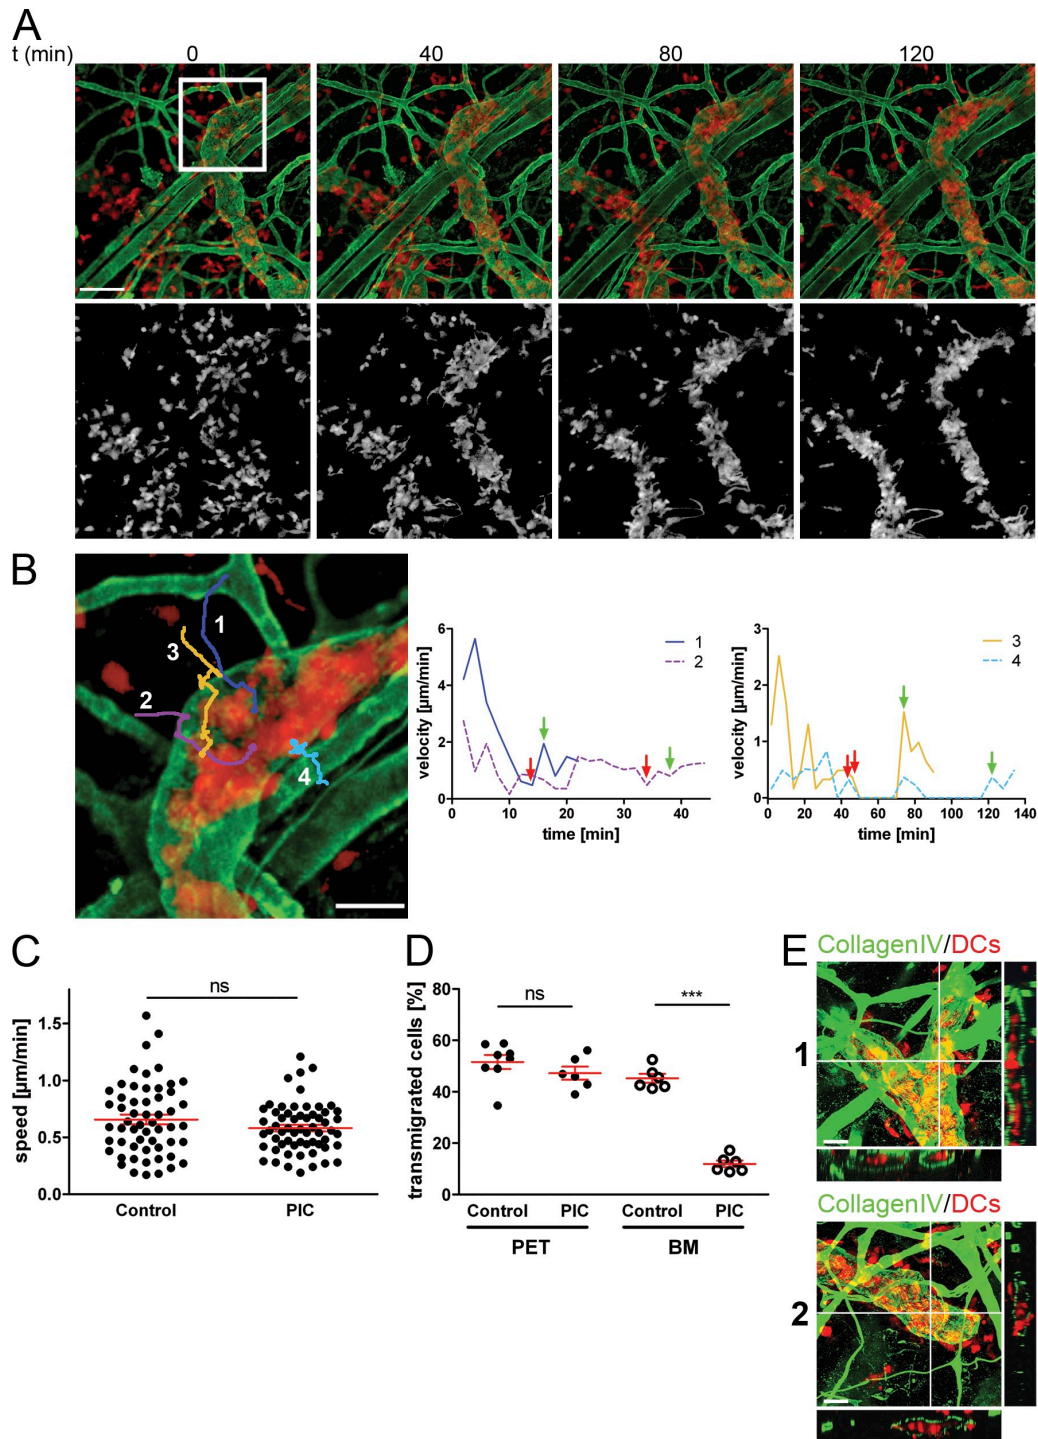 A
t (min) 0 40 80 120
B
1
3
2
4
6
4
2
0
velocity [µm/min]
0 10 20 30 40
time [min]
1
2
3
2
1
0
velocity [µm/min]
0 20 40 60 80 100 120 140
time [min]
3
4
C
ns
1.5
1.0
0.5
0.0
speed [µm/min]
Control PIC
D
80
60
40
20
0
transmigrated cells [%]
ns ***
Control PIC Control PIC
PET BM
E
CollagenIV/DCs
1
CollagenIV/DCs
2